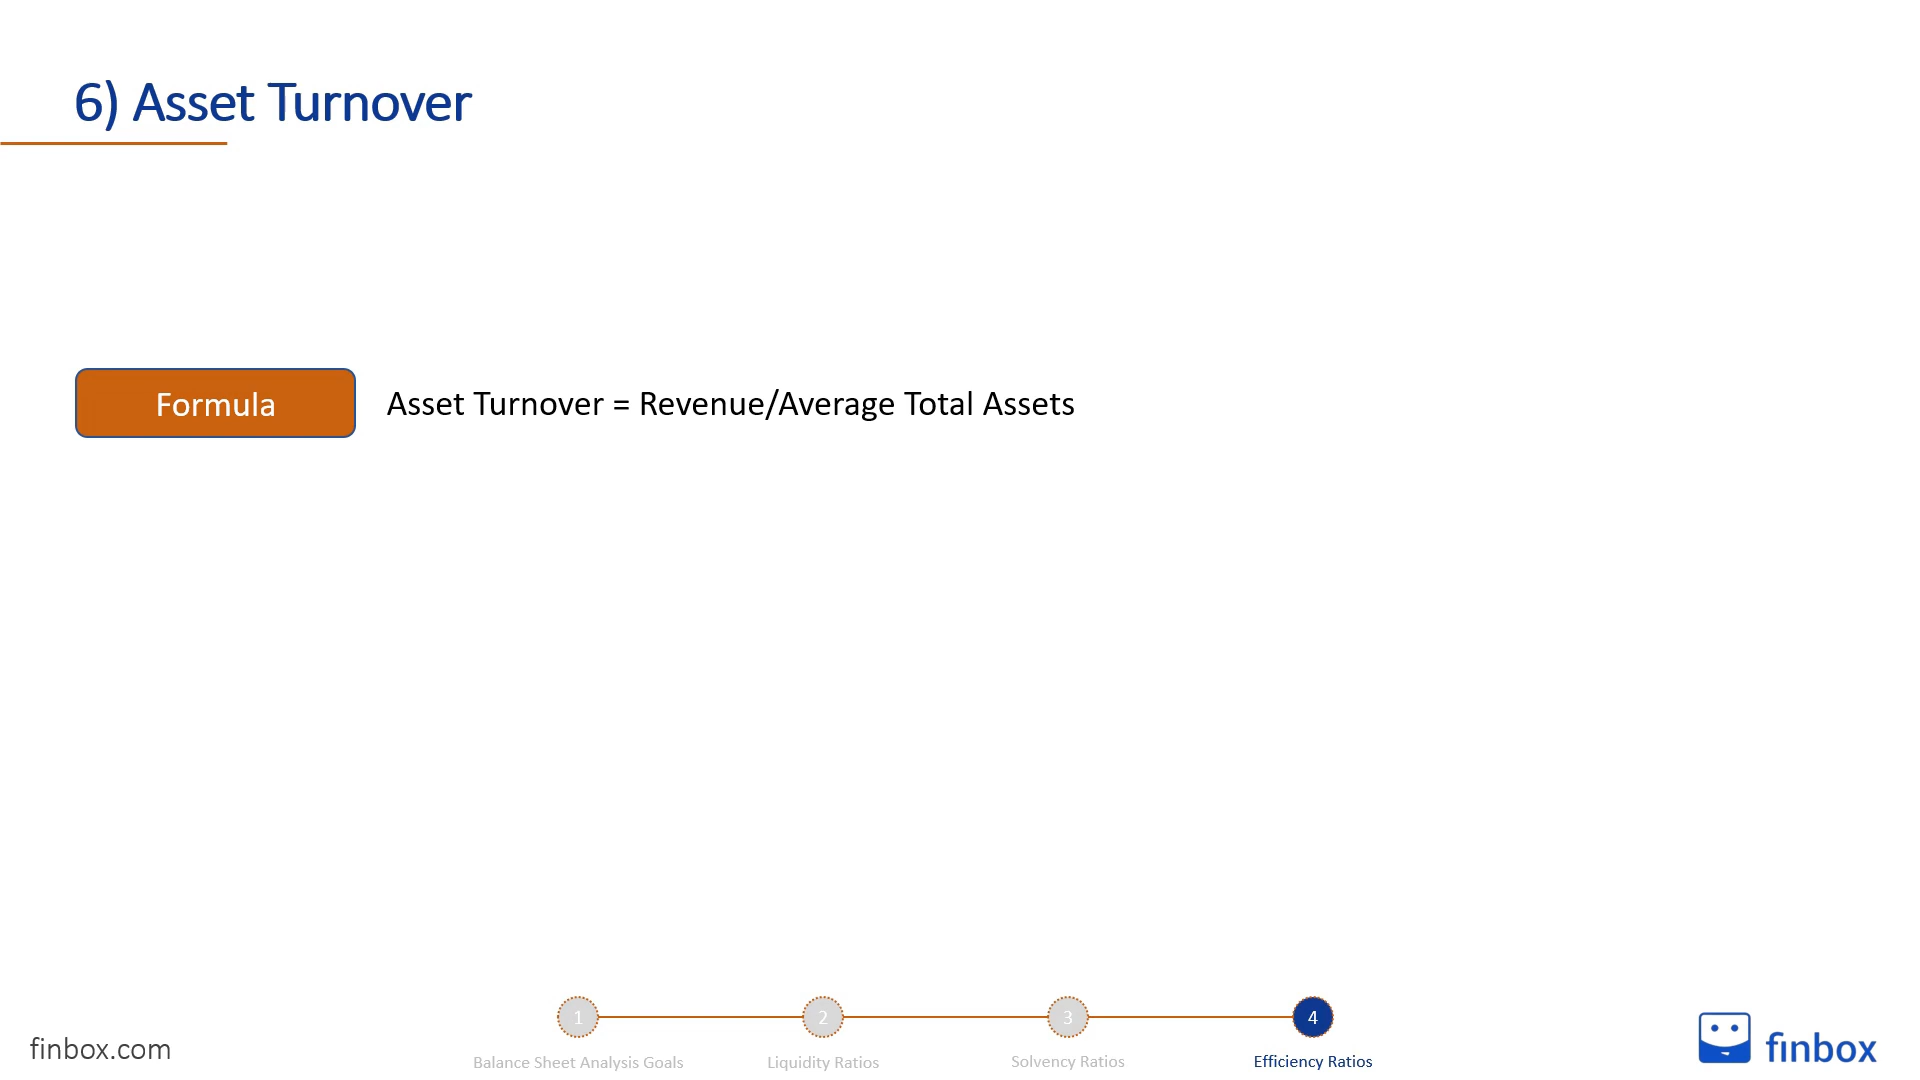 6) Asset Turnover
Formula
Asset Turnover = Revenue/Average Total Assets
1
2
3
4
Balance Sheet Analysis Goals
Liquidity Ratios
Solvency Ratios
Efficiency Ratios
finbox.com
finbox